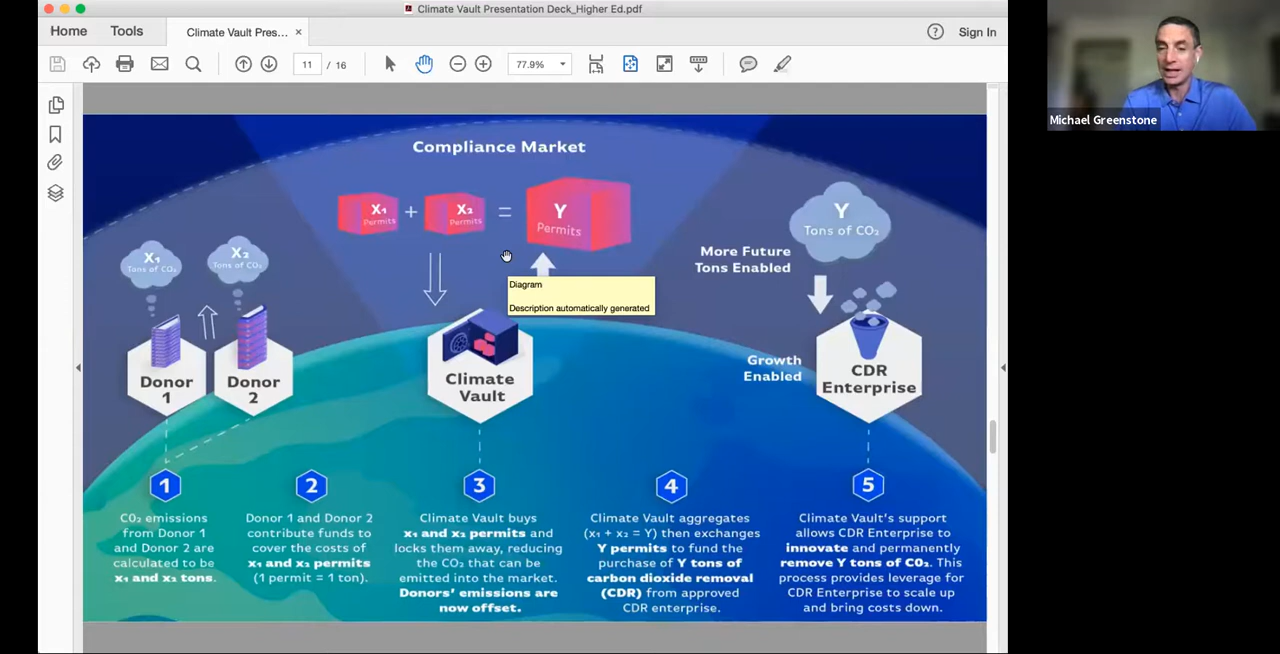 Climate Vault Presentation Deck_Higher Ed.pdf
Home
Tools
Climate Vault Pres... ×
Sign In
11 / 16
77.9%
Michael Greenstone
Compliance Market
X₁
Permits
+
X₂
Permits
=
Y
Permits
Y
Tons of CO₂
More Future
Tons Enabled
X₁
Tons of CO₂
X₂
Tons of CO₂
Diagram
Description automatically generated
Donor
1
Donor
2
Climate
Vault
Growth
Enabled
CDR
Enterprise
1
CO₂ emissions
from Donor 1
and Donor 2 are
calculated to be
x₁ and x₂ tons.
2
Donor 1 and Donor 2
contribute funds to
cover the costs of
x₁ and x₂ permits
(1 permit = 1 ton).
3
Climate Vault buys
x₁ and x₂ permits and
locks them away, reducing
the CO₂ that can be
emitted into the market.
Donors' emissions are
now offset.
4
Climate Vault aggregates
(x₁ + x₂ = Y) then exchanges
Y permits to fund the
purchase of Y tons of
carbon dioxide removal
(CDR) from approved
CDR enterprise.
5
Climate Vault's support
allows CDR Enterprise to
innovate and permanently
remove Y tons of CO₂. This
process provides leverage for
CDR Enterprise to scale up
and bring costs down.